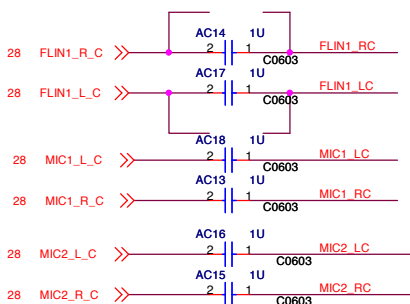 AC14 1U
28 FLIN1_R_C 2 1 FLIN1_RC
C0603
AC17 1U
28 FLIN1_L_C 2 1 FLIN1_LC
C0603
AC18 1U
28 MIC1_L_C 2 1 MIC1_LC
C0603
AC13 1U
28 MIC1_R_C 2 1 MIC1_RC
C0603
AC16 1U
28 MIC2_L_C 2 1 MIC2_LC
C0603
AC15 1U
28 MIC2_R_C 2 1 MIC2_RC
C0603